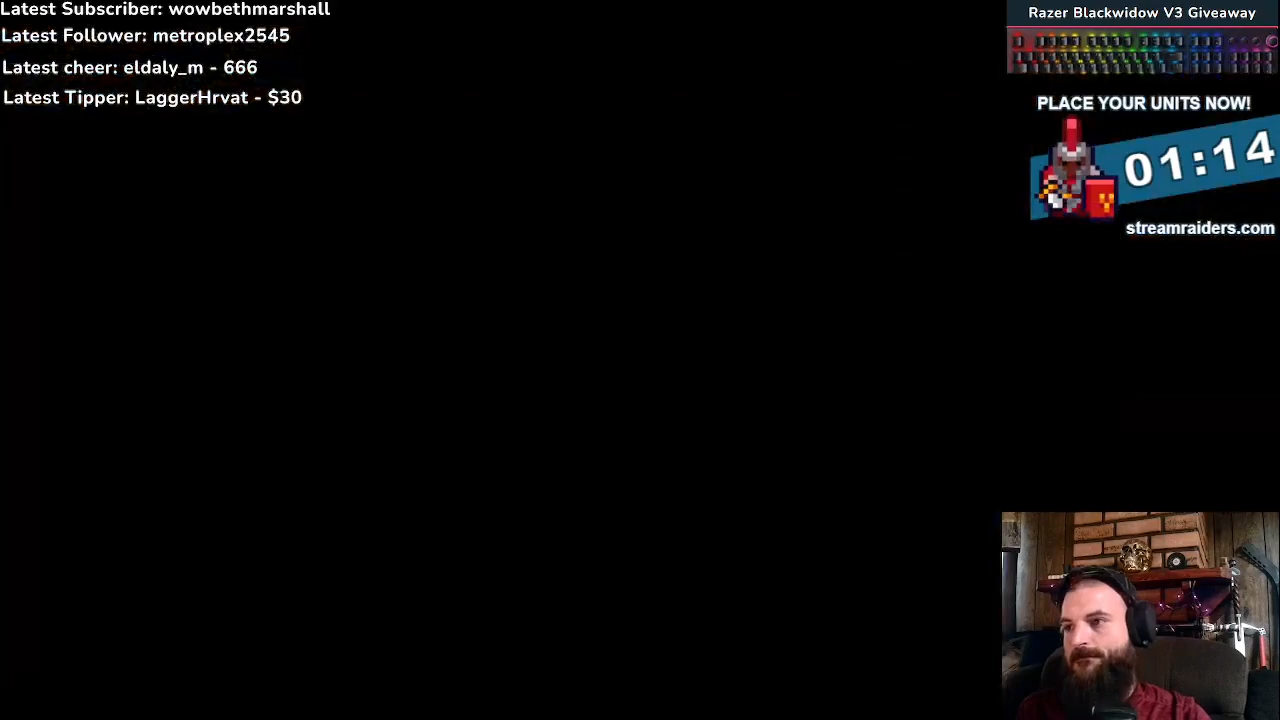 Latest Subscriber: wowbethmarshall
Latest Follower: metroplex2545
Latest cheer: eldaly_m - 666
Latest Tipper: LaggerHrvat - $30
Razer Blackwidow V3 Giveaway
PLACE YOUR UNITS NOW!
01:14
streamraiders.com